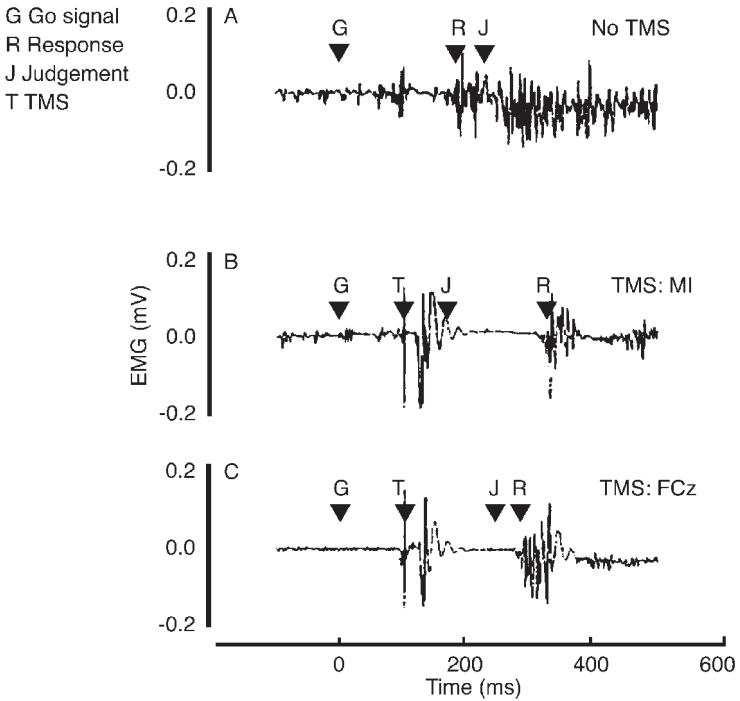 G Go signal
R Response
J Judgement
T TMS
0.2
A
G
R
J
No TMS
0.0
-0.2
0.2
B
G
T
J
R
TMS: MI
0.0
EMG (mV)
-0.2
0.2
C
G
T
J
R
TMS: FCz
0.0
-0.2
0
200
400
600
Time (ms)